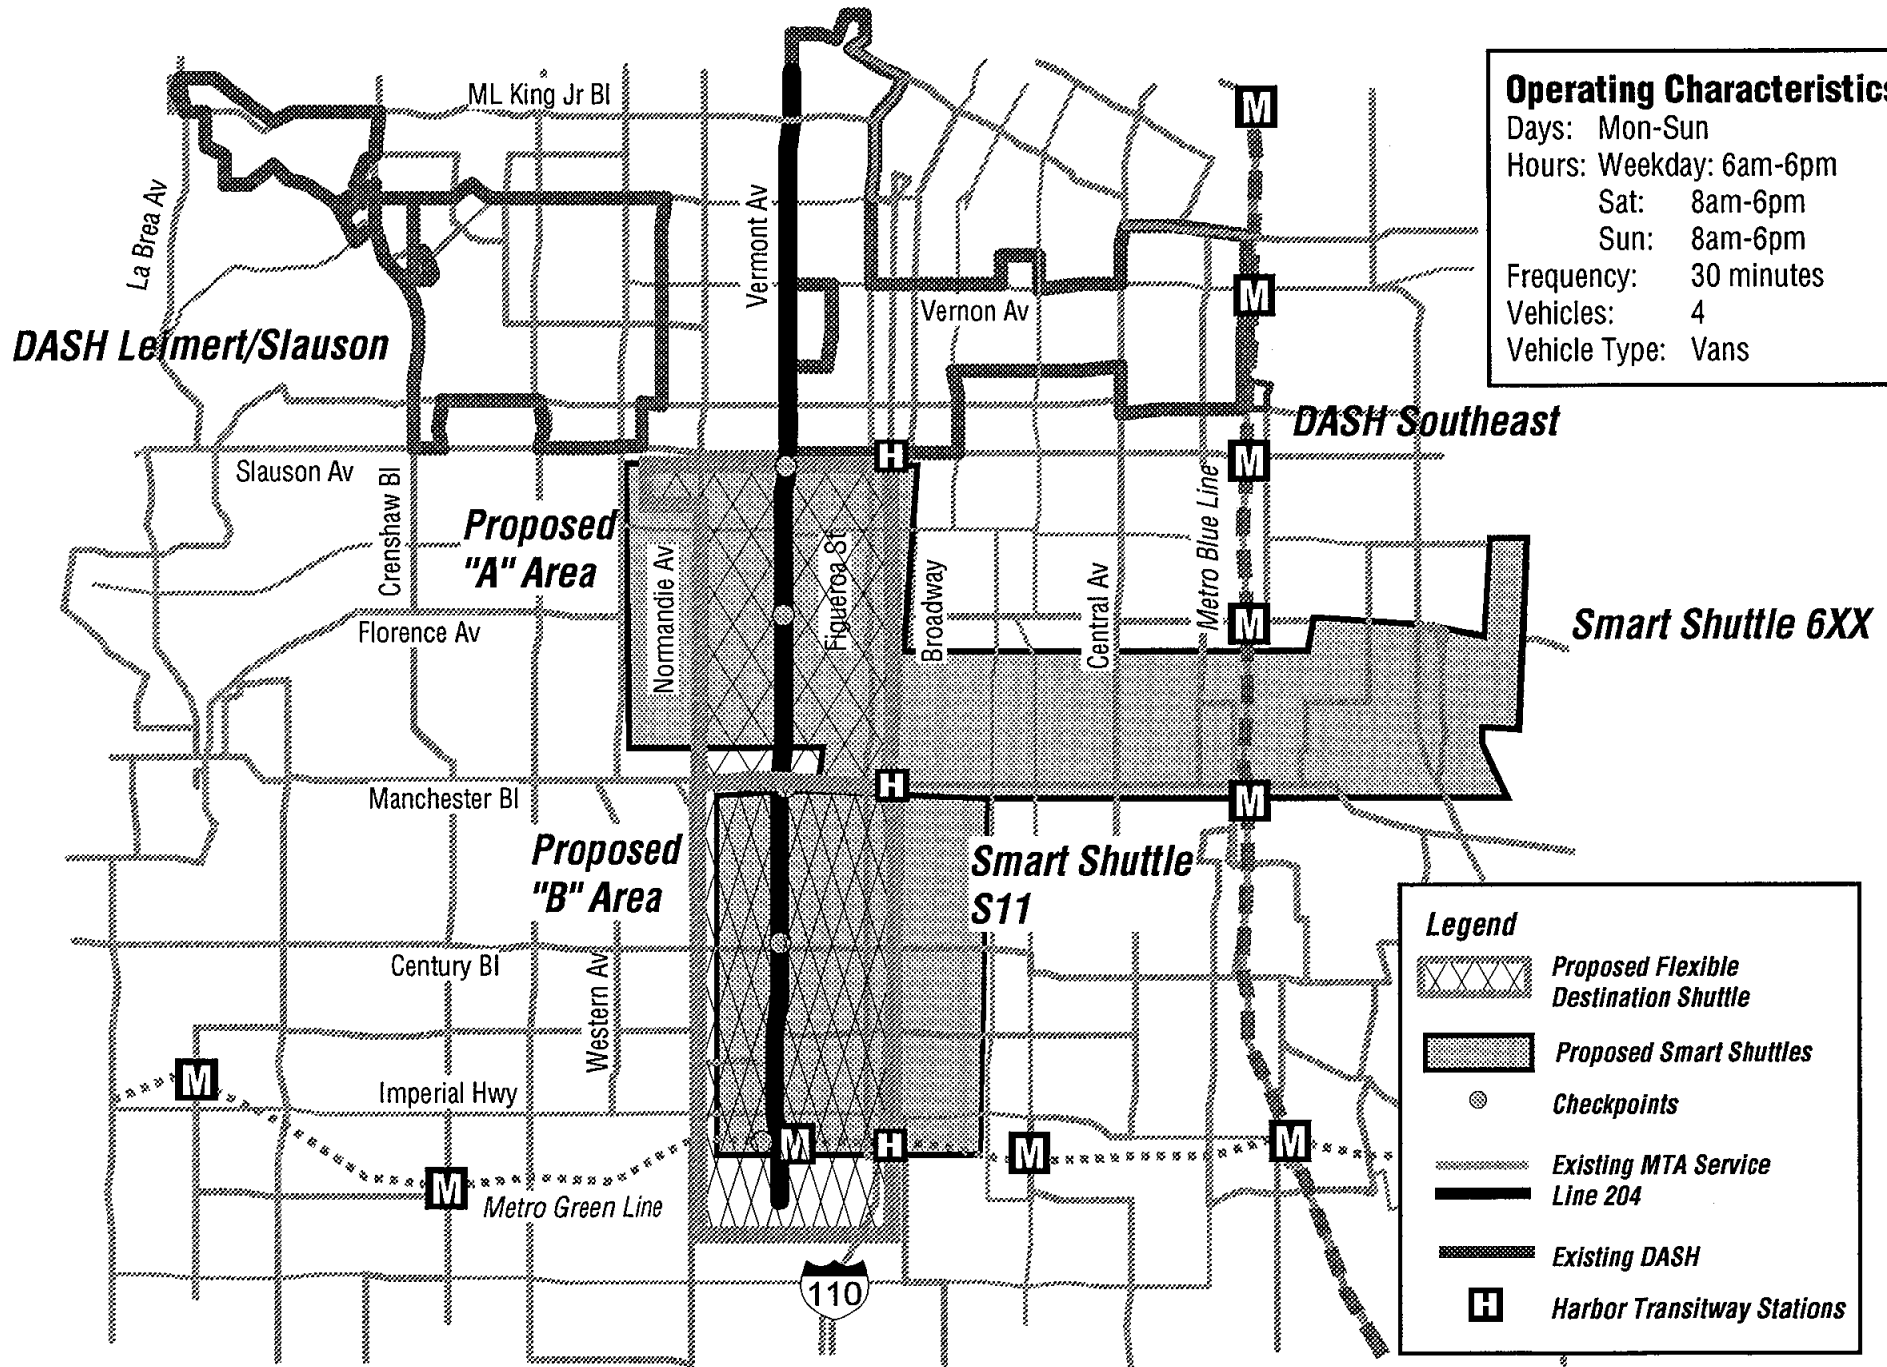 Operating Characteristics
Days: Mon-Sun
Hours: Weekday: 6am-6pm
Sat: 8am-6pm
Sun: 8am-6pm
Frequency: 30 minutes
Vehicles: 4
Vehicle Type: Vans
ML King Jr Bl
La Brea Av
Vermont Av
Vernon Av
DASH Leimert/Slauson
DASH Southeast
Slauson Av
Crenshaw Bl
Proposed
"A" Area
Normandie Av
Figueroa St
Broadway
Central Av
Metro Blue Line
Florence Av
Smart Shuttle 6XX
Manchester Bl
Proposed
"B" Area
Smart Shuttle
S11
Century Bl
Western Av
Imperial Hwy
Metro Green Line
110
M
M
M
M
M
M
M
M
M
M
H
H
H
Legend
Proposed Flexible
Destination Shuttle
Proposed Smart Shuttles
Checkpoints
Existing MTA Service
Line 204
Existing DASH
H Harbor Transitway Stations